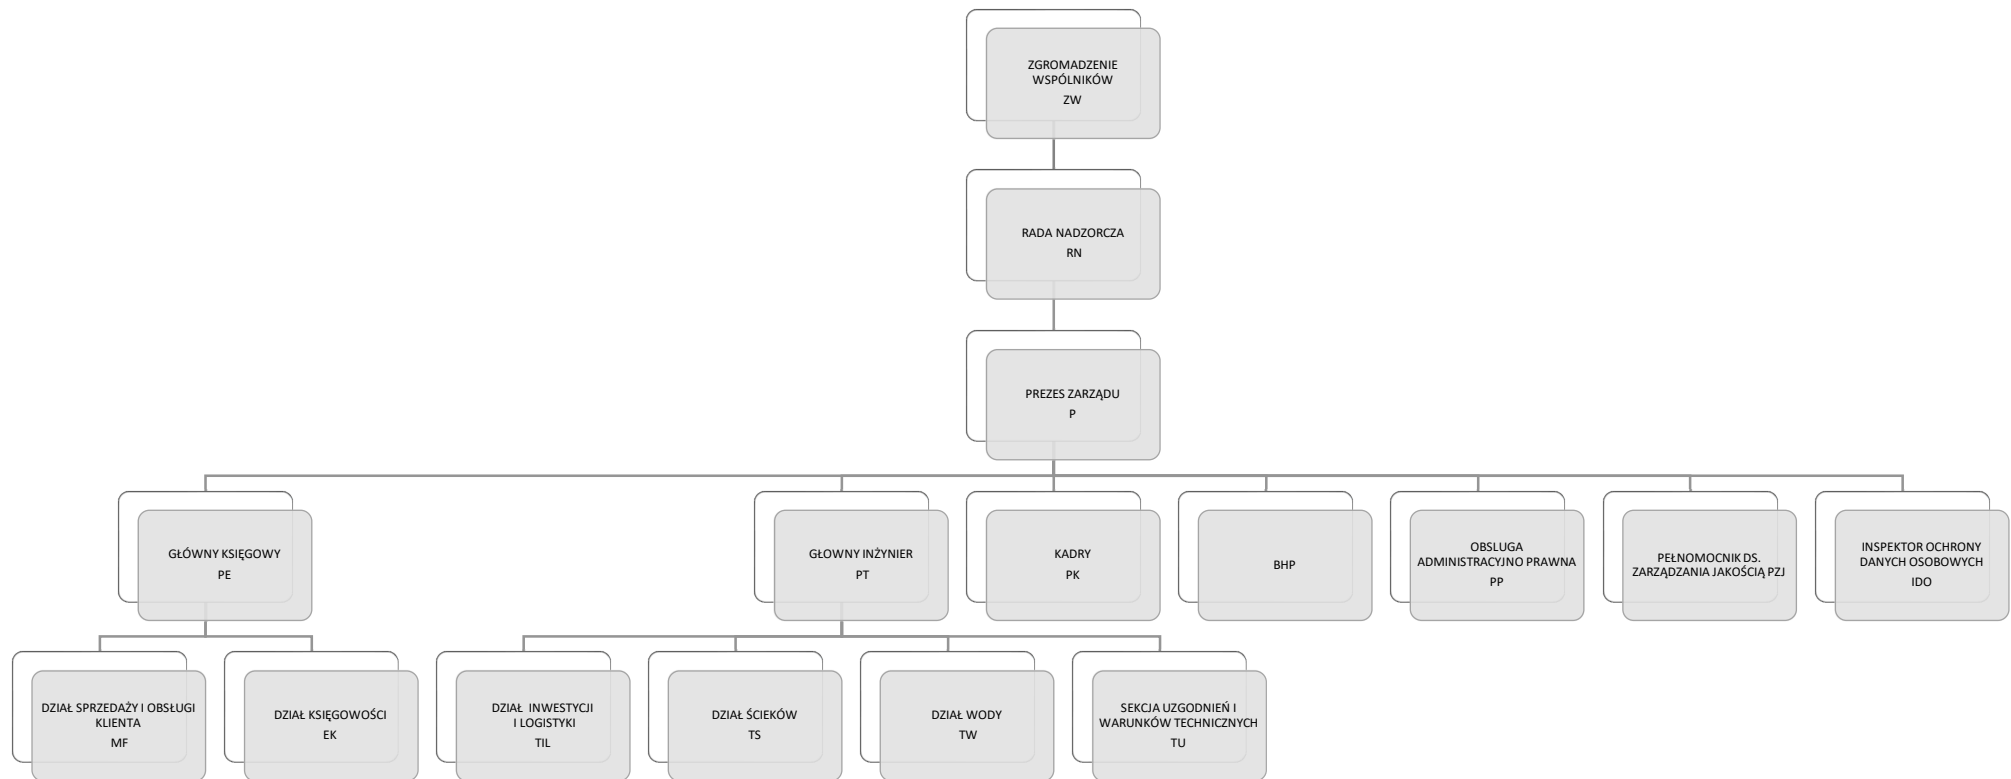 ZGROMADZENIE
WSPÓLNIKÓW
ZW
RADA NADZORCZA
RN
PREZES ZARZĄDU
P
GŁÓWNY KSIĘGOWY
PE
GŁOWNY INŻYNIER
PT
KADRY
PK
BHP
OBSLUGA
ADMINISTRACYJNO PRAWNA
PP
PEŁNOMOCNIK DS.
ZARZĄDZANIA JAKOŚCIĄ PZJ
INSPEKTOR OCHRONY
DANYCH OSOBOWYCH
IDO
DZIAŁ SPRZEDAŻY I OBSŁUGI
KLIENTA
MF
DZIAŁ KSIĘGOWOŚCI
EK
DZIAŁ INWESTYCJI
I LOGISTYKI
TIL
DZIAŁ ŚCIEKÓW
TS
DZIAŁ WODY
TW
SEKCJA UZGODNIEŃ I
WARUNKÓW TECHNICZNYCH
TU